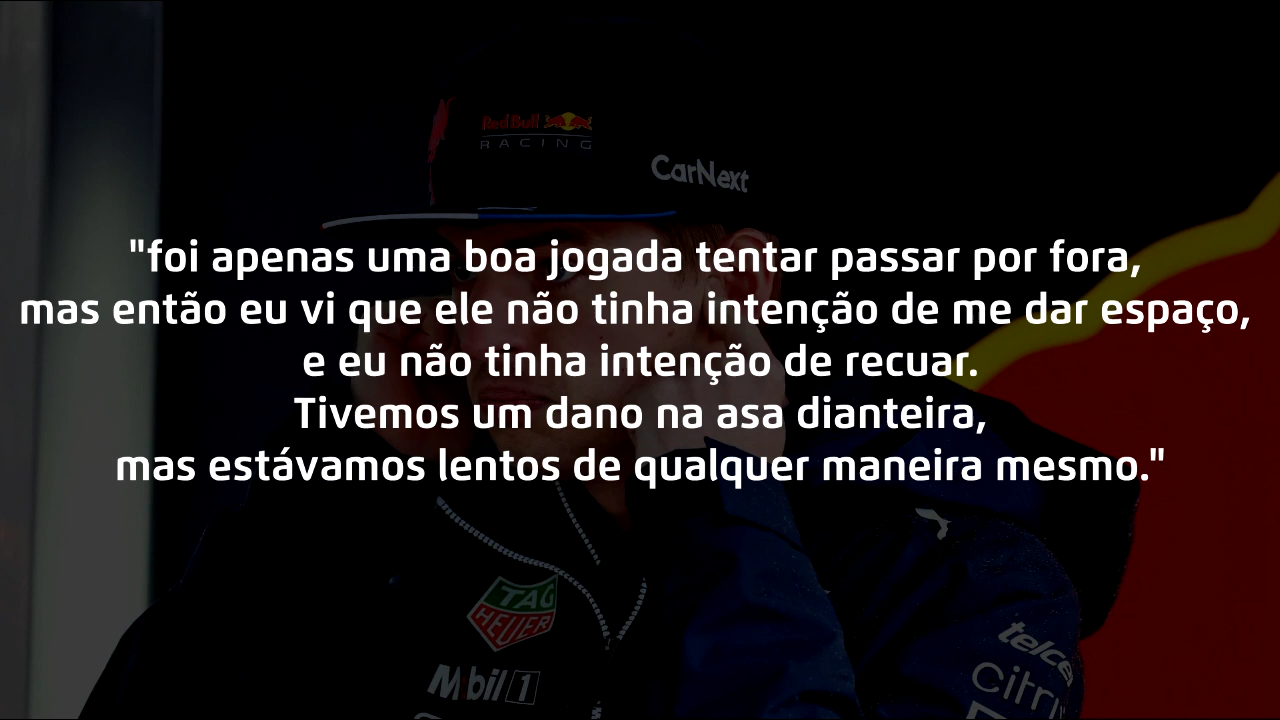 Red Bull
RACING
CarNext
"foi apenas uma boa jogada tentar passar por fora,
mas então eu vi que ele não tinha intenção de me dar espaço,
e eu não tinha intenção de recuar.
Tivemos um dano na asa dianteira,
mas estávamos lentos de qualquer maneira mesmo."
TAG
HEUER
Mobil 1